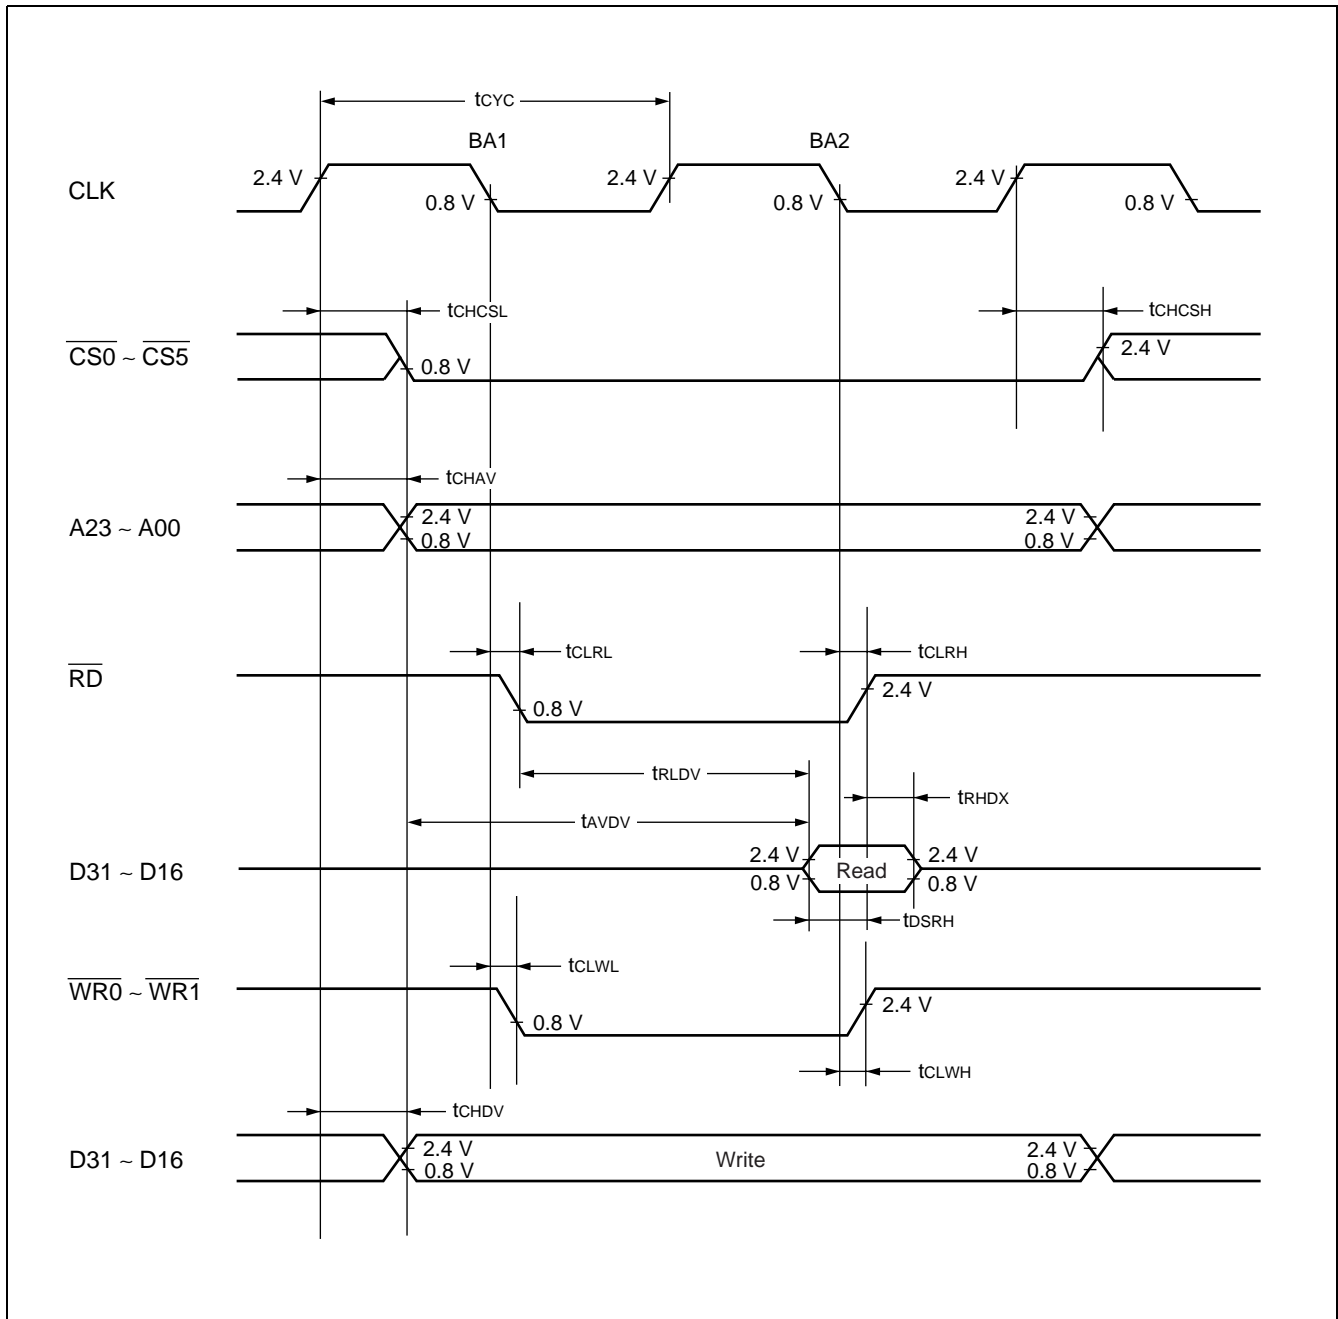 tCYC
BA1 BA2
CLK 2.4 V 0.8 V 2.4 V 0.8 V 2.4 V 0.8 V
tCHCSL tCHCSH
CS0 ~ CS5 0.8 V 2.4 V
tCHAV
A23 ~ A00 2.4 V 0.8 V 2.4 V 0.8 V
tCLRL tCLRH
RD 0.8 V 2.4 V
tRLDV
tRHDX
tAVDV
D31 ~ D16 2.4 V 0.8 V Read 2.4 V 0.8 V
tDSRH
tCLWL
WR0 ~ WR1 0.8 V 2.4 V
tCLWH
tCHDV
D31 ~ D16 2.4 V 0.8 V Write 2.4 V 0.8 V